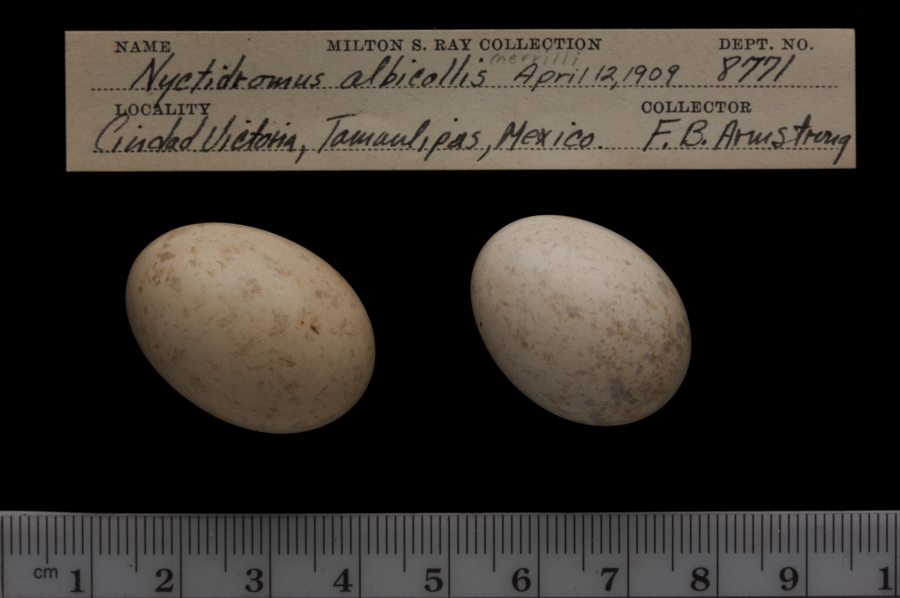 NAME MILTON S. RAY COLLECTION DEPT. NO.
merrilli
Nyctidromus albicollis April 12, 1909 8771
LOCALITY COLLECTOR
Ciudad Victoria, Tamaulipas, Mexico. F. B. Armstrong
cm 1 2 3 4 5 6 7 8 9 1